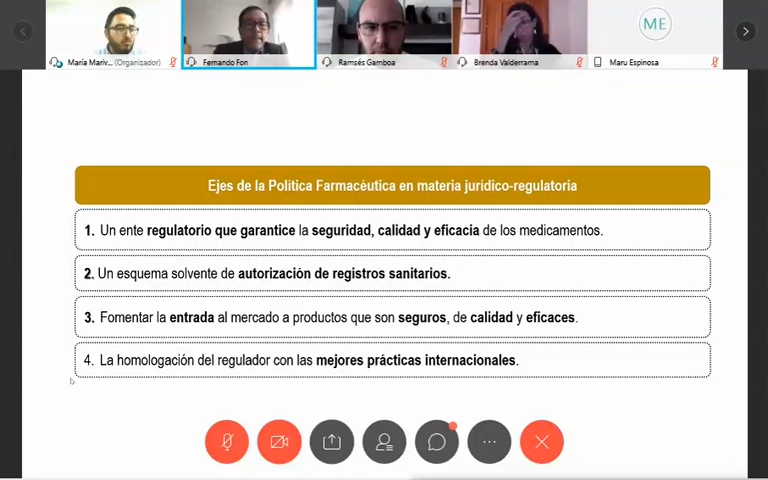 ME
María Mariv... (Organizador)
Fernando Fon
Ramsés Gamboa
Brenda Valderrama
Maru Espinosa
Ejes de la Política Farmacéutica en materia jurídico-regulatoria
1. Un ente regulatorio que garantice la seguridad, calidad y eficacia de los medicamentos.
2. Un esquema solvente de autorización de registros sanitarios.
3. Fomentar la entrada al mercado a productos que son seguros, de calidad y eficaces.
4. La homologación del regulador con las mejores prácticas internacionales.